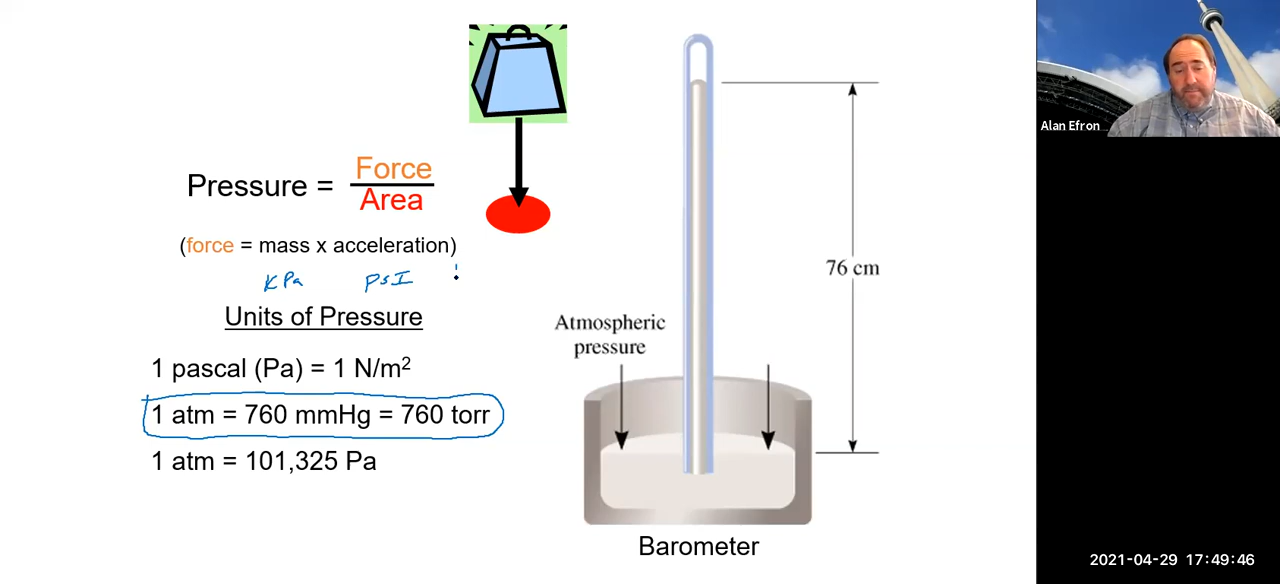 Pressure = Force
Area
(force = mass x acceleration)
K Pa PSI
Units of Pressure
1 pascal (Pa) = 1 N/m²
1 atm = 760 mmHg = 760 torr
1 atm = 101,325 Pa
Atmospheric
pressure
76 cm
Barometer
Alan Efron
2021-04-29 17:49:46